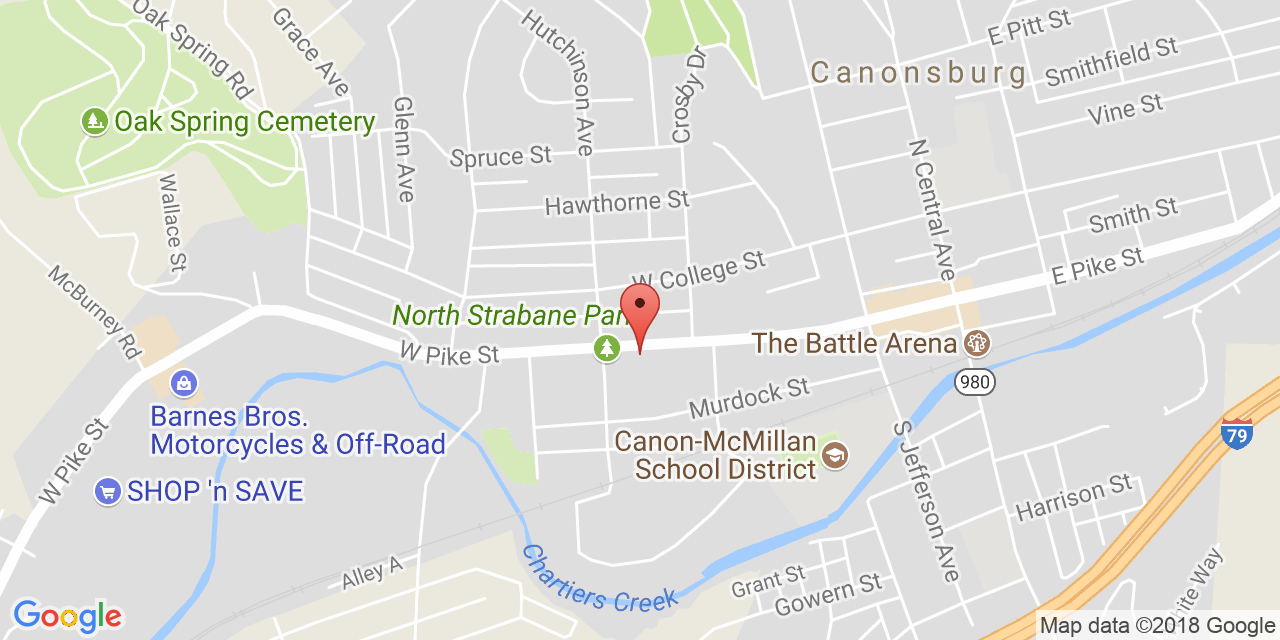 Oak Spring Rd
Grace Ave
Hutchinson Ave
Crosby Dr
E Pitt St
Smithfield St
Canonsburg
Vine St
Oak Spring Cemetery
Glenn Ave
Spruce St
N Central Ave
Wallace St
Hawthorne St
Smith St
W College St
E Pike St
McBurney Rd
North Strabane Par
W Pike St
The Battle Arena
980
Barnes Bros.
Motorcycles & Off-Road
Murdock St
79
W Pike St
Canon-McMillan
School District
SHOP 'n SAVE
S Jefferson Ave
Harrison St
Alley A
Chartiers Creek
Grant St
Gowern St
Way
Google
Map data ©2018 Google